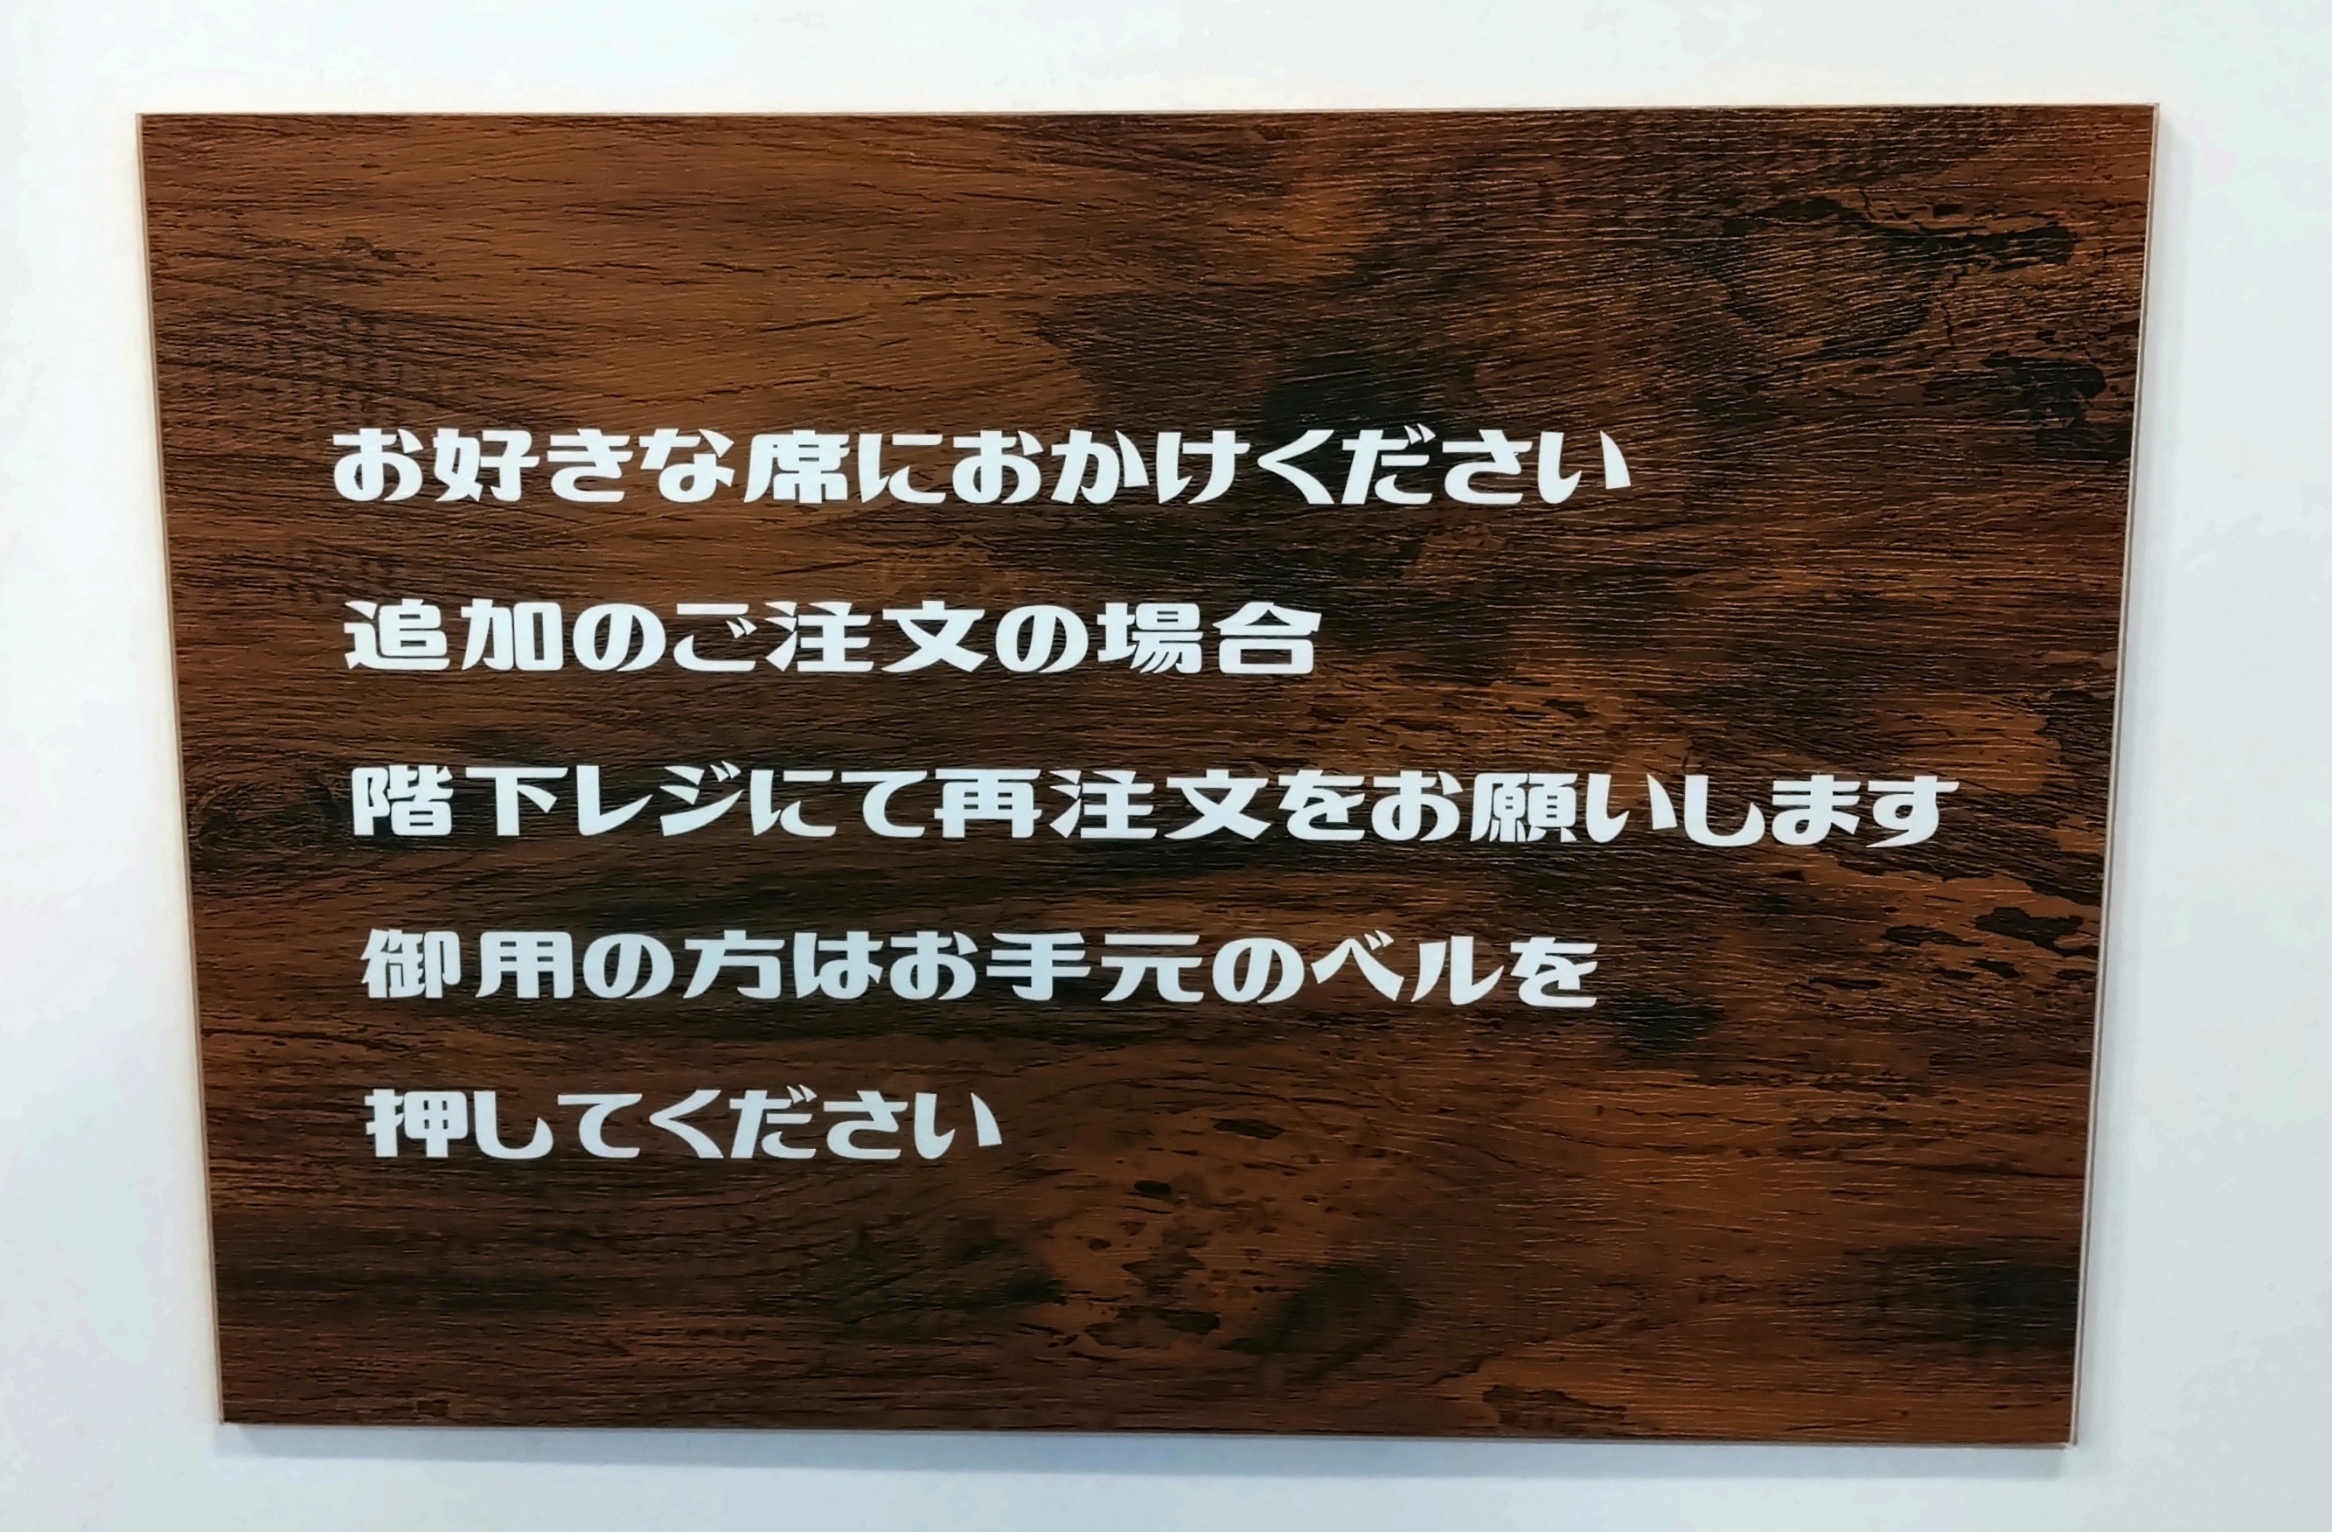 お好きな席におかけください
追加のご注文の場合
階下レジにて再注文をお願いします
御用の方はお手元のベルを
押してください